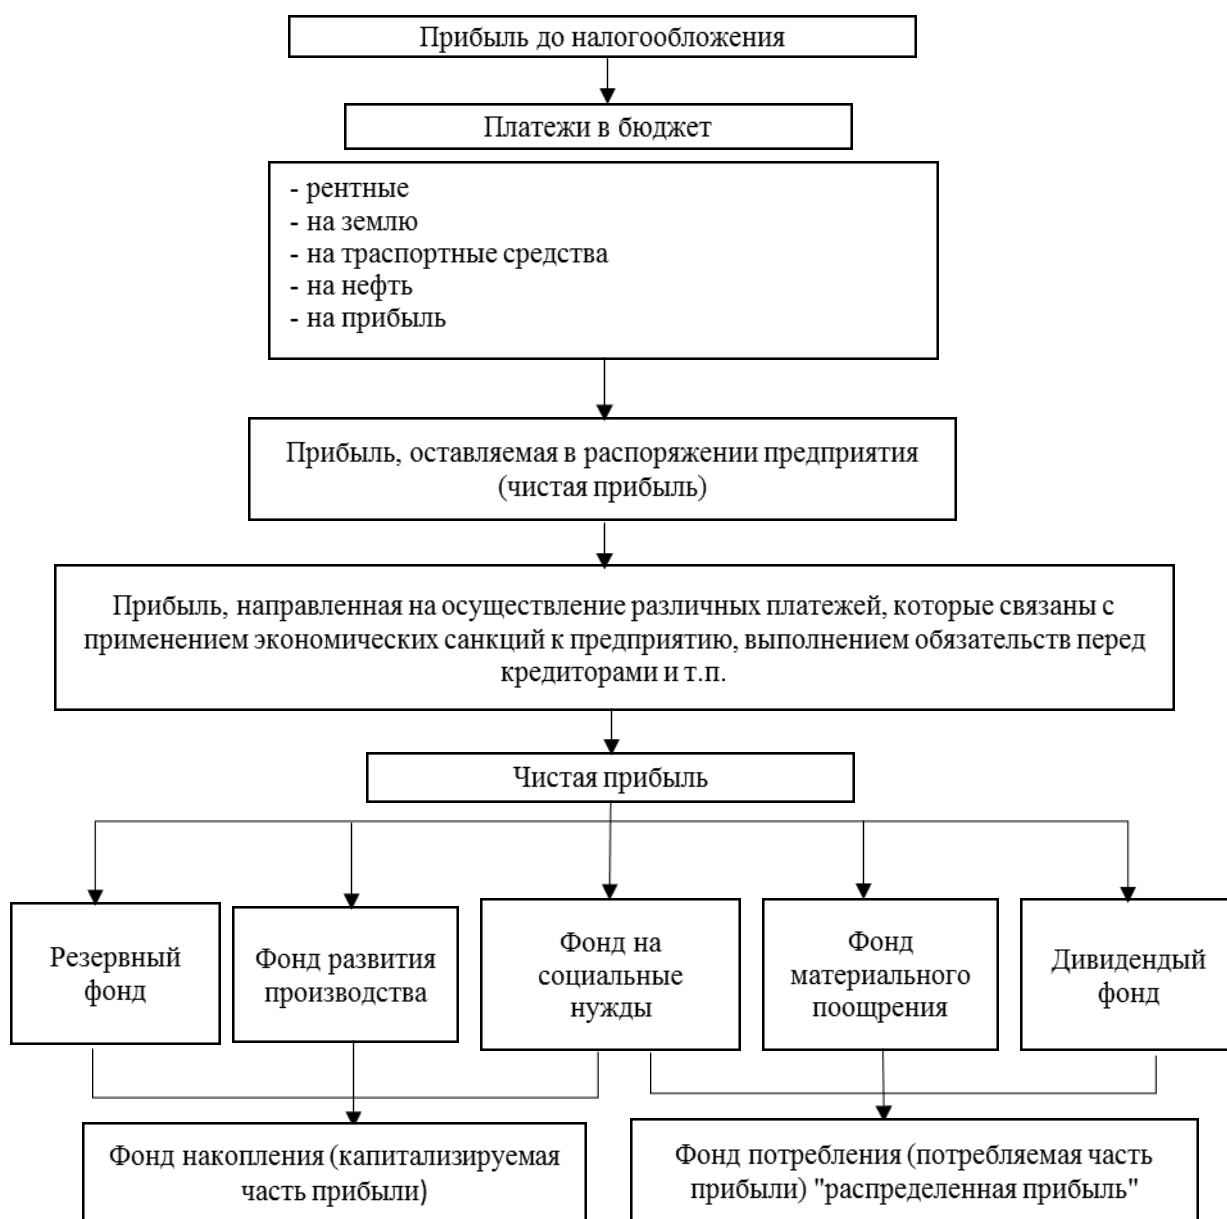 Прибыль до налогообложения
Платежи в бюджет
- рентные
- на землю
- на траспортные средства
- на нефть
- на прибыль
Прибыль, оставляемая в распоряжении предприятия
(чистая прибыль)
Прибыль, направленная на осуществление различных платежей, которые связаны с
применением экономических санкций к предприятию, выполнением обязательств перед
кредиторами и т.п.
Чистая прибыль
Резервный
фонд
Фонд развития
производства
Фонд на
социальные
нужды
Фонд
материального
поощрения
Дивидендый
фонд
Фонд накопления (капитализируемая
часть прибыли)
Фонд потребления (потребляемая часть
прибыли) "распределенная прибыль"